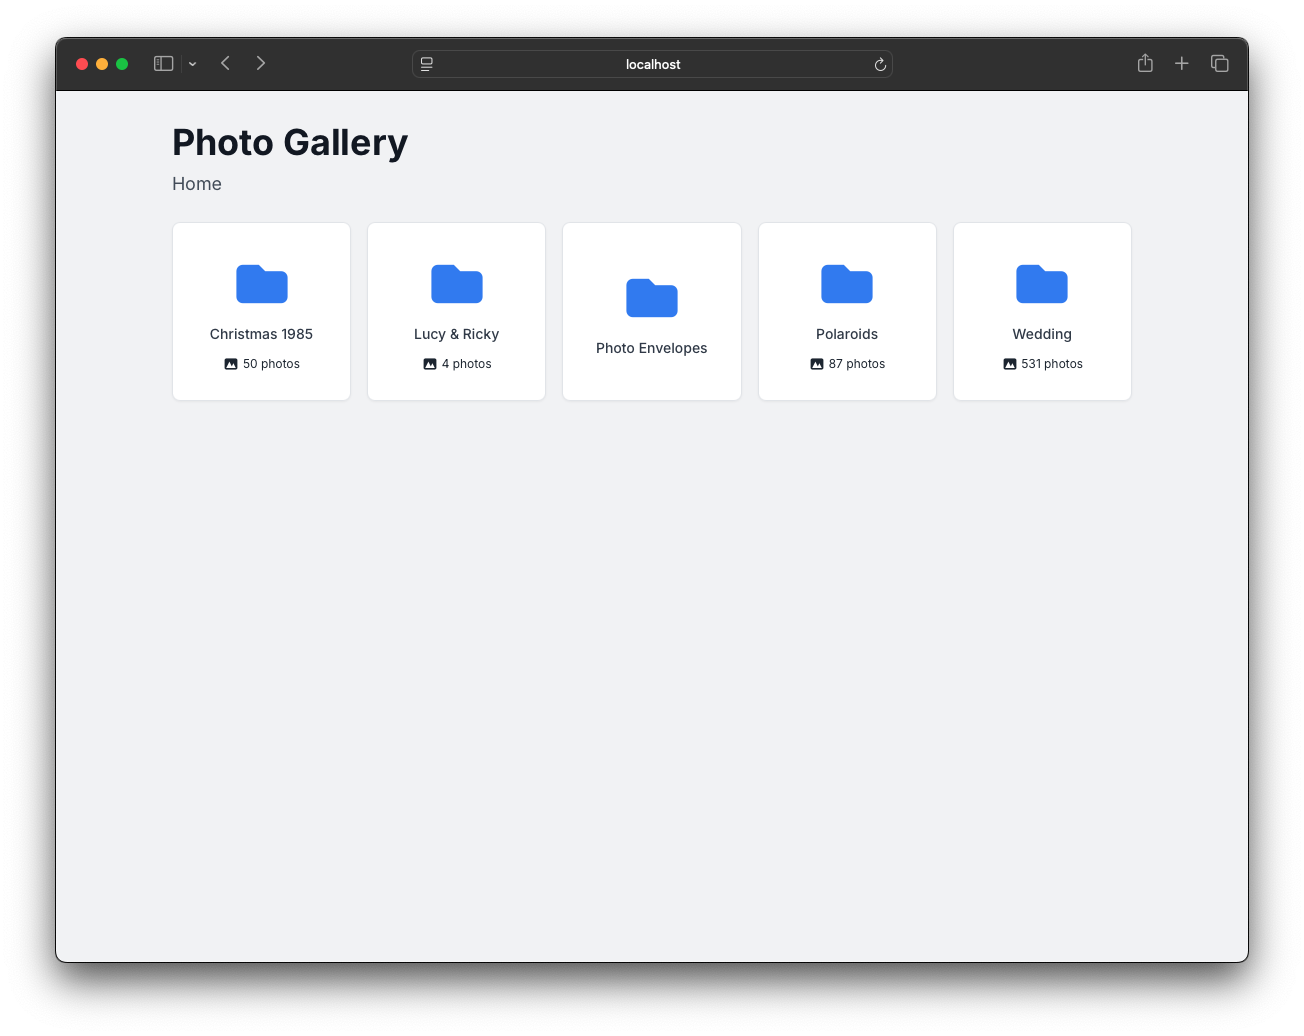 localhost
Photo Gallery
Home
Christmas 1985
50 photos
Lucy & Ricky
4 photos
Photo Envelopes
Polaroids
87 photos
Wedding
531 photos